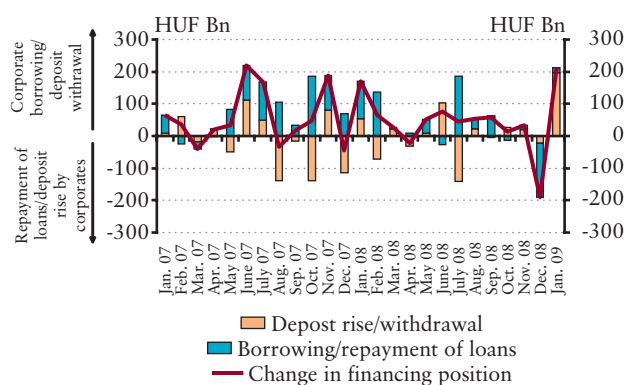 HUF Bn
HUF Bn
Corporate
borrowing/
deposit
withdrawal
Repayment of
loans/deposit
rise by
corporates
300
200
100
0
-100
-200
-300
300
200
100
0
-100
-200
-300
Jan. 07
Feb. 07
Mar. 07
Apr. 07
May 07
June 07
July 07
Aug. 07
Sep. 07
Oct. 07
Nov. 07
Dec. 07
Jan. 08
Feb. 08
Mar. 08
Apr. 08
May 08
June 08
July 08
Aug. 08
Sep. 08
Oct. 08
Nov. 08
Dec. 08
Jan. 09
Depost rise/withdrawal
Borrowing/repayment of loans
Change in financing position